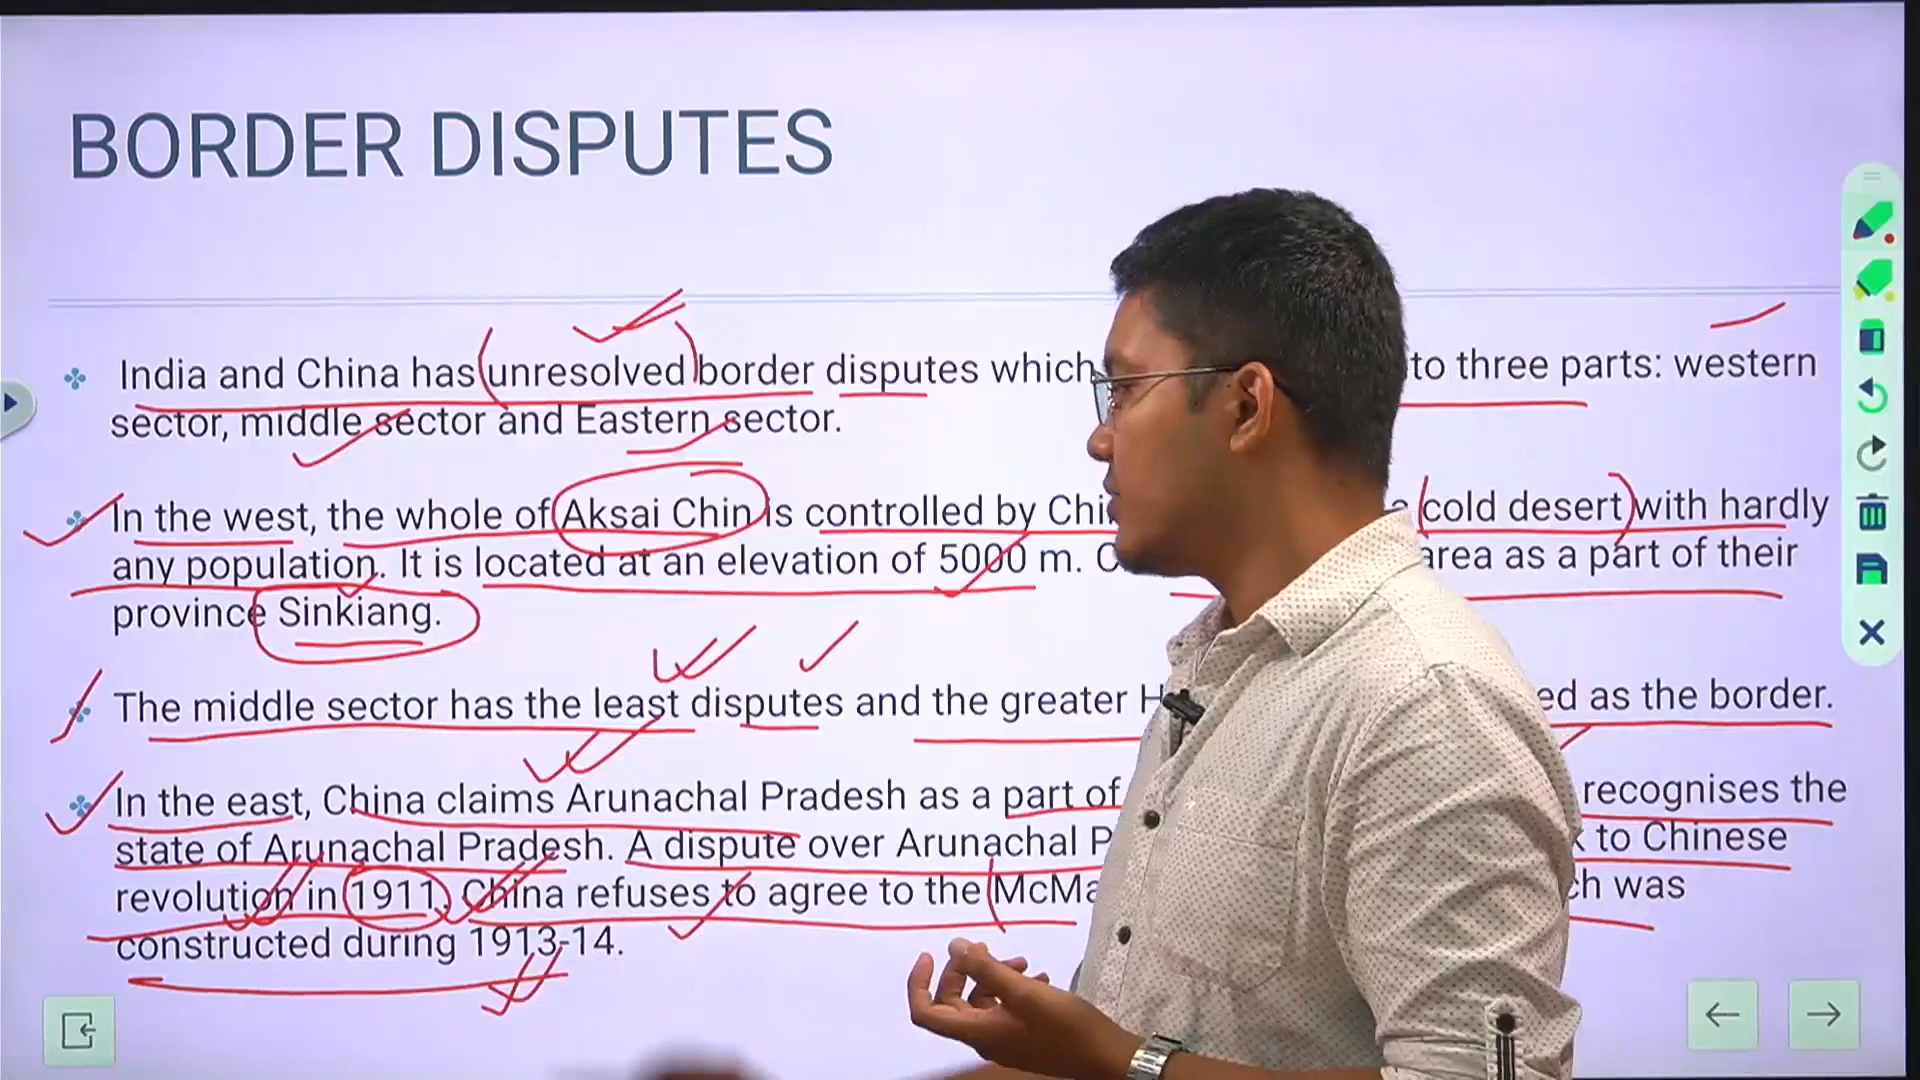 BORDER DISPUTES
India and China has (unresolved) border disputes which to three parts: western
sector, middle sector and Eastern sector.
In the west, the whole of Aksai Chin is controlled by (cold desert) with hardly
any population. It is located at an elevation of 5000 m. area as a part of their
province Sinkiang.
The middle sector has the least disputes and the greater as the border.
In the east, China claims Arunachal Pradesh as a part of recognises the
state of Arunachal Pradesh. A dispute over Arunachal to Chinese
revolution in 1911. China refuses to agree to the was
constructed during 1913-14.